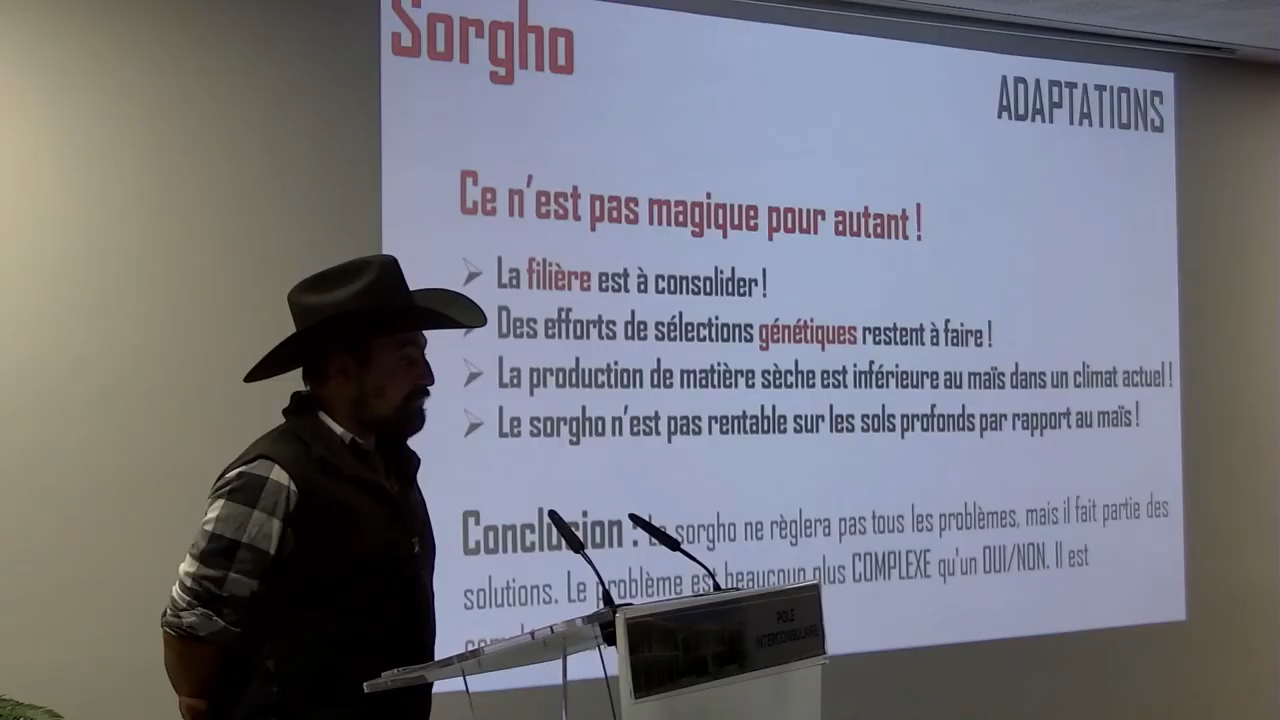 Sorgho
ADAPTATIONS
Ce n'est pas magique pour autant !
La filière est à consolider !
Des efforts de sélections génétiques restent à faire !
La production de matière sèche est inférieure au maïs dans un climat actuel !
Le sorgho n'est pas rentable sur les sols profonds par rapport au maïs !
Conclusion : Le sorgho ne règlera pas tous les problèmes, mais il fait partie des
solutions. Le problème est beaucoup plus COMPLEXE qu'un OUI/NON. Il est
POLE
INTERCONSULAIRE